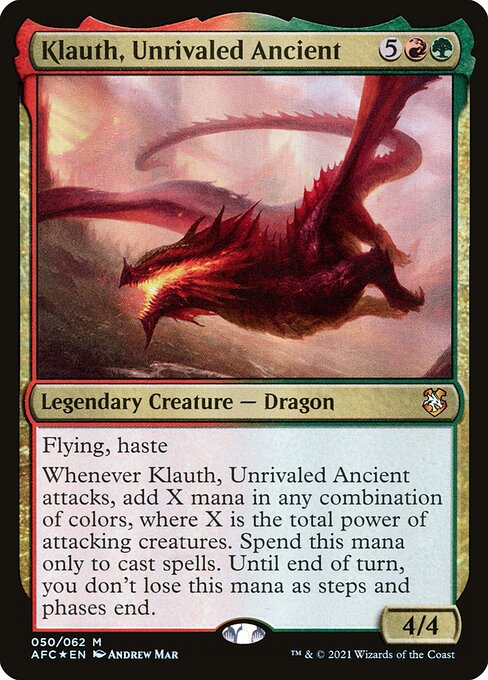 Klauth, Unrivaled Ancient 5
Legendary Creature — Dragon
Flying, haste
Whenever Klauth, Unrivaled Ancient
attacks, add X mana in any combination
of colors, where X is the total power of
attacking creatures. Spend this mana
only to cast spells. Until end of turn,
you don't lose this mana as steps and
phases end.
4/4
050/062 M
AFC★EN Andrew Mar
™ & © 2021 Wizards of the Coast